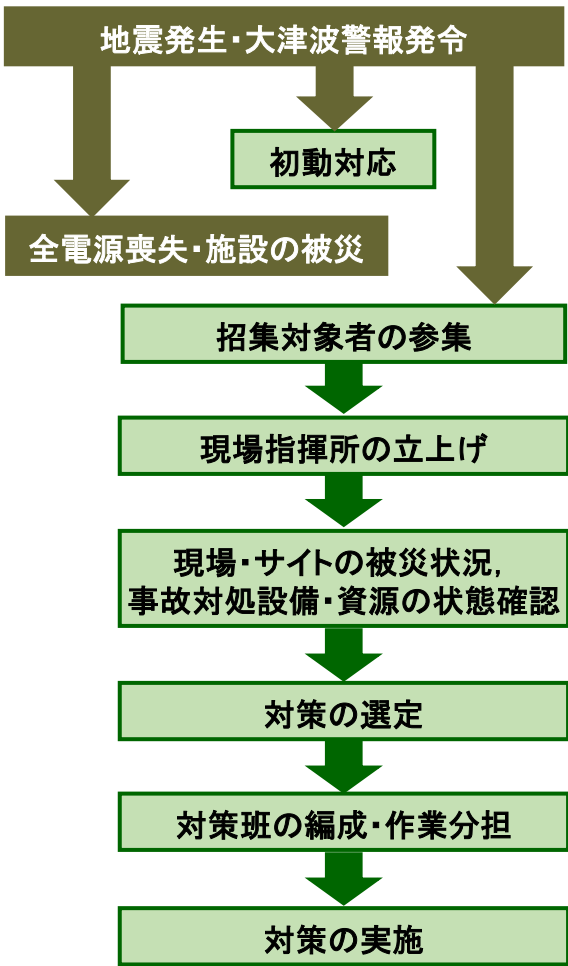 地震発生・大津波警報発令
初動対応
全電源喪失・施設の被災
招集対象者の参集
現場指揮所の立上げ
現場・サイトの被災状況,
事故対処設備・資源の状態確認
対策の選定
対策班の編成・作業分担
対策の実施